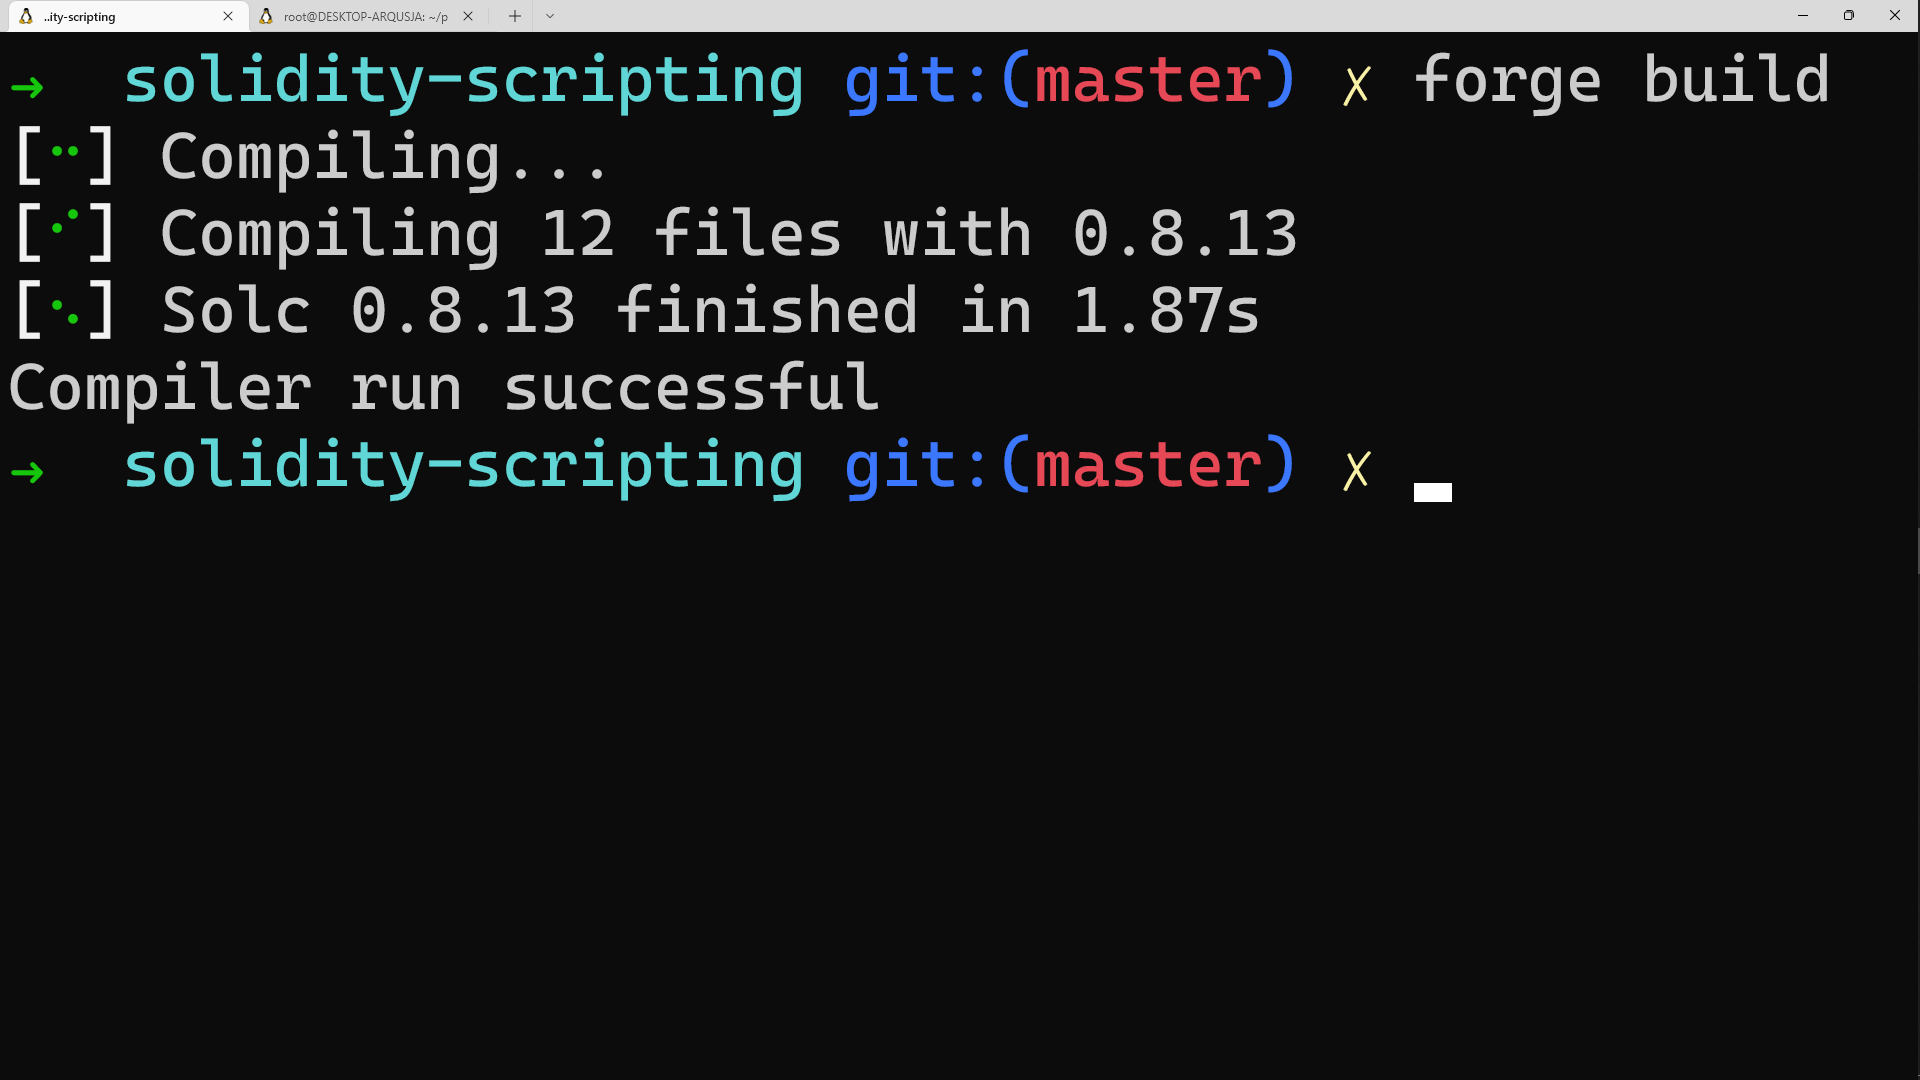 ..ity-scripting
root@DESKTOP-ARQUSJA: ~/p
→ solidity-scripting git:(master) ✗ forge build
[⠊] Compiling...
[⠔] Compiling 12 files with 0.8.13
[⠢] Solc 0.8.13 finished in 1.87s
Compiler run successful
→ solidity-scripting git:(master) ✗